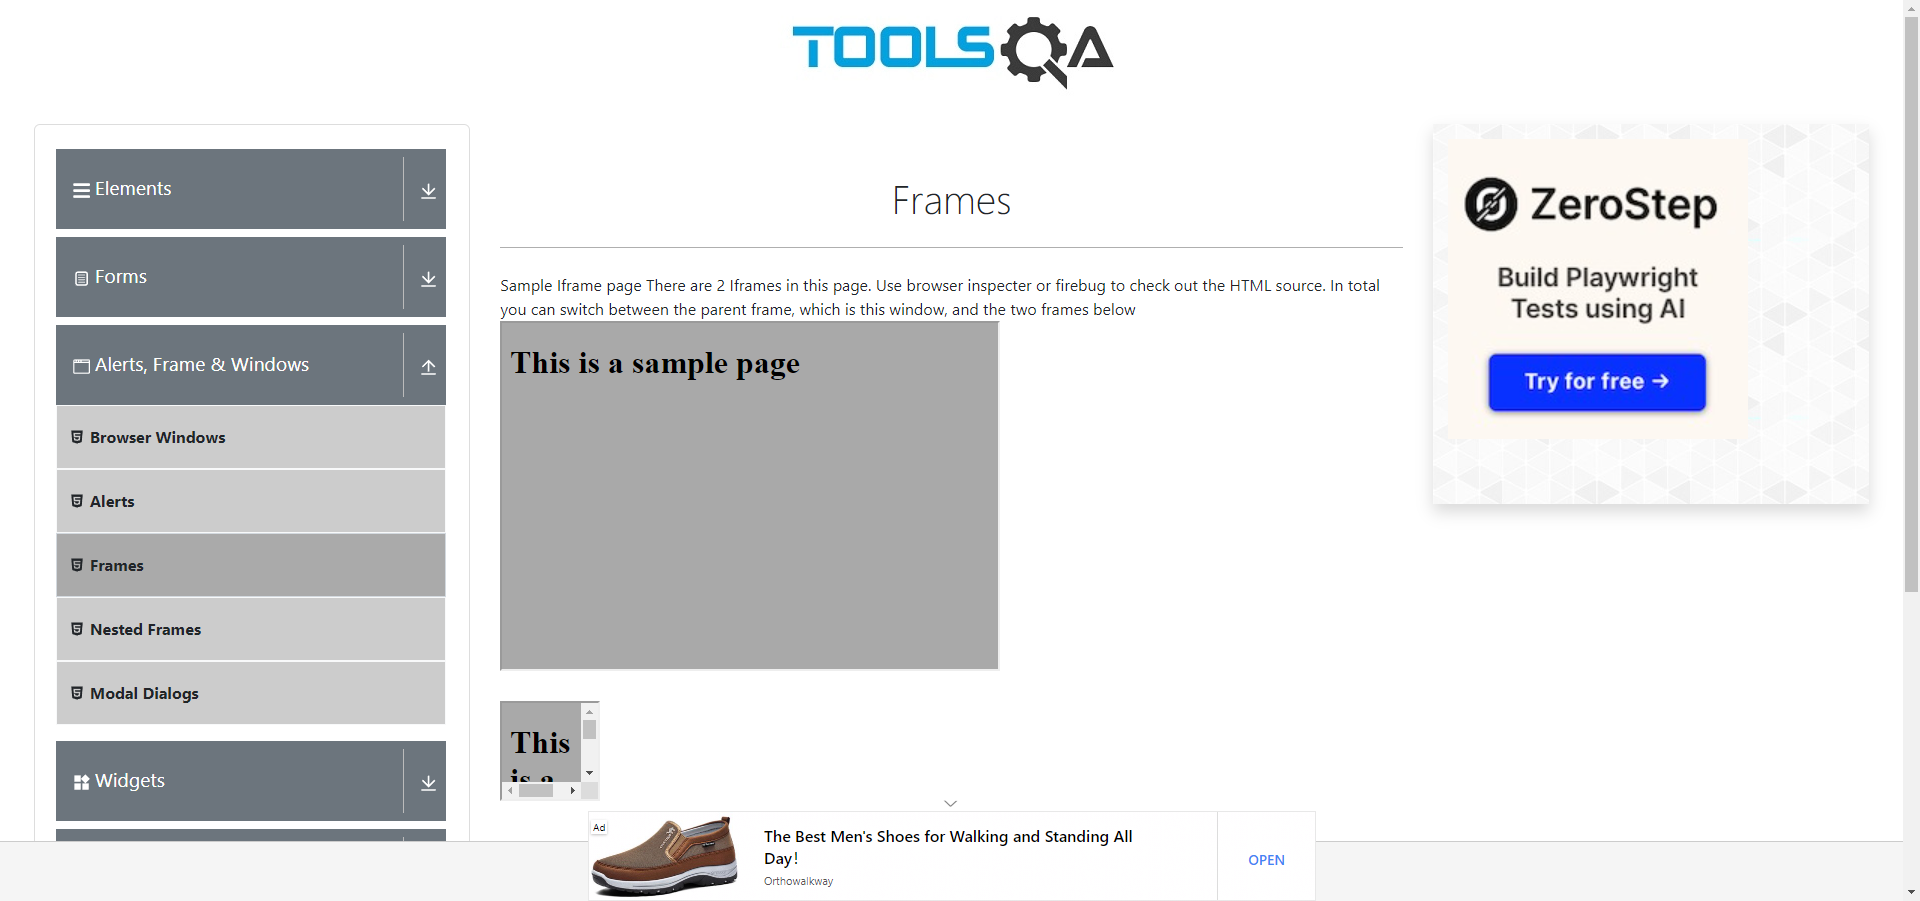 TOOLSQA
Elements
Forms
Alerts, Frame & Windows
Browser Windows
Alerts
Frames
Nested Frames
Modal Dialogs
Widgets
Frames
Sample Iframe page There are 2 Iframes in this page. Use browser inspecter or firebug to check out the HTML source. In total
you can switch between the parent frame, which is this window, and the two frames below
This is a sample page
This
is a
ZeroStep
Build Playwright
Tests using AI
Try for free →
Ad
The Best Men's Shoes for Walking and Standing All
Day!
Orthowalkway
OPEN